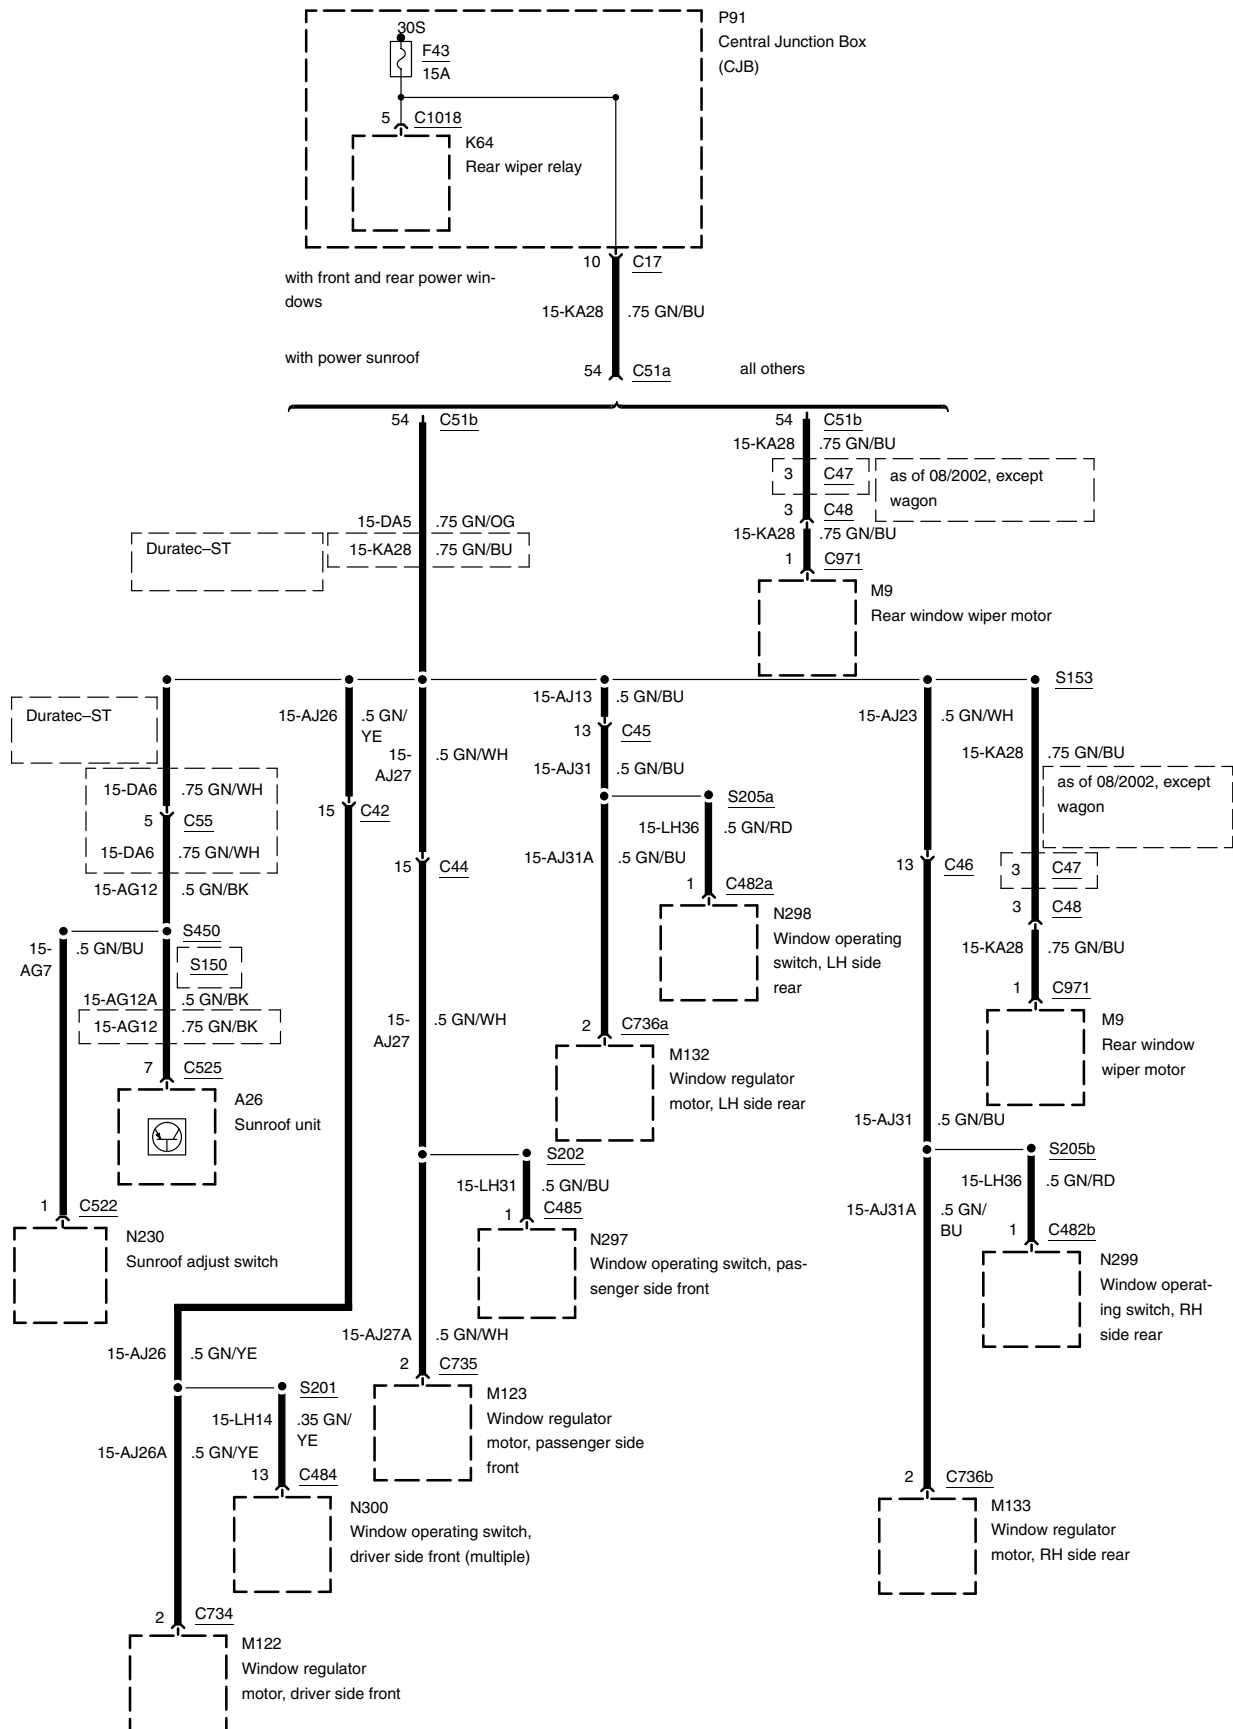 P91
30S
Central Junction Box
F43
(CJB)
15A
5 C1018
K64
Rear wiper relay
10 C17
with front and rear power win-
dows
15-KA28 .75 GN/BU
with power sunroof
54 C51a
all others
54 C51b
54 C51b
15-KA28 .75 GN/BU
3 C47
as of 08/2002, except
wagon
3 C48
15-DA5 .75 GN/OG
15-KA28 .75 GN/BU
Duratec–ST
15-KA28 .75 GN/BU
1 C971
M9
Rear window wiper motor
S153
15-AJ13 .5 GN/BU
Duratec–ST
15-AJ26 .5 GN/
YE
15-AJ23 .5 GN/WH
13 C45
15-
AJ27
.5 GN/WH
15-KA28 .75 GN/BU
15-AJ31 .5 GN/BU
as of 08/2002, except
wagon
15-DA6 .75 GN/WH
S205a
5 C55
15 C42
15-LH36 .5 GN/RD
15-DA6 .75 GN/WH
15-AJ31A .5 GN/BU
15 C44
13 C46
3 C47
15-AG12 .5 GN/BK
1 C482a
3 C48
N298
Window operating
switch, LH side
rear
S450
15-
AG7
.5 GN/BU
S150
15-KA28 .75 GN/BU
15-AG12A .5 GN/BK
1 C971
15-AG12 .75 GN/BK
15-
AJ27
.5 GN/WH
2 C736a
M9
Rear window
wiper motor
7 C525
M132
Window regulator
motor, LH side rear
A26
Sunroof unit
15-AJ31 .5 GN/BU
S202
S205b
15-LH31 .5 GN/BU
15-LH36 .5 GN/RD
1 C522
1 C485
15-AJ31A .5 GN/
BU
N230
Sunroof adjust switch
N297
Window operating switch, pas-
senger side front
1 C482b
N299
Window operat-
ing switch, RH
side rear
15-AJ27A .5 GN/WH
15-AJ26 .5 GN/YE
2 C735
S201
M123
Window regulator
motor, passenger side
front
15-LH14 .35 GN/
YE
15-AJ26A .5 GN/YE
13 C484
2 C736b
N300
Window operating switch,
driver side front (multiple)
M133
Window regulator
motor, RH side rear
2 C734
M122
Window regulator
motor, driver side front